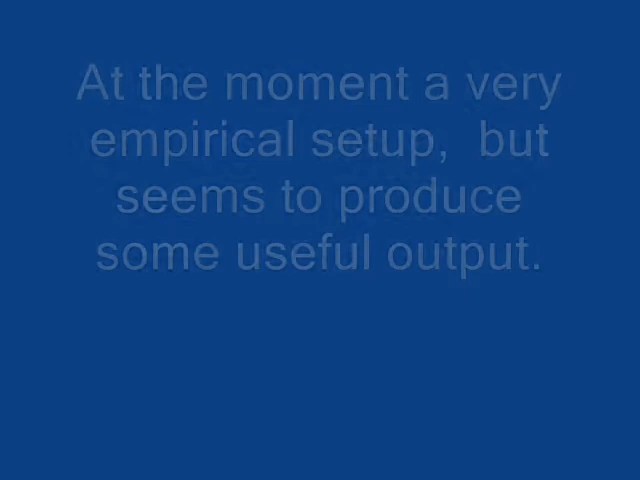 At the moment a very
empirical setup,  but
seems to produce
some useful output.